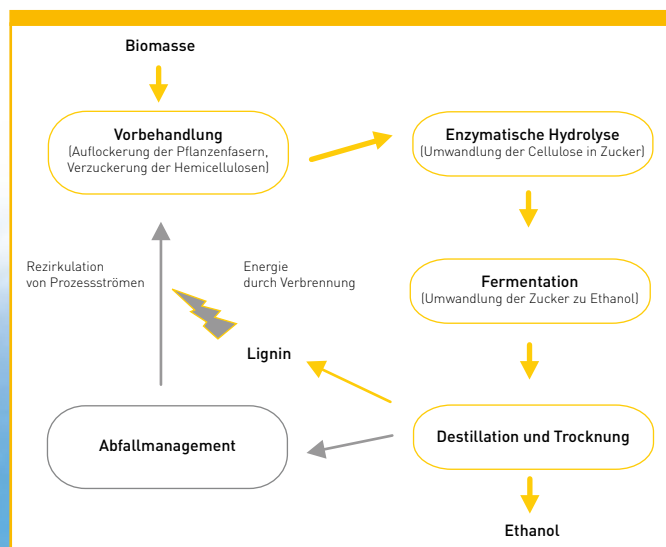 Biomasse
Vorbehandlung
(Auflockerung der Pflanzenfasern,
Verzuckerung der Hemicellulosen)
Enzymatische Hydrolyse
(Umwandlung der Cellulose in Zucker)
Rezirkulation
von Prozessströmen
Energie
durch Verbrennung
Fermentation
(Umwandlung der Zucker zu Ethanol)
Lignin
Abfallmanagement
Destillation und Trocknung
Ethanol